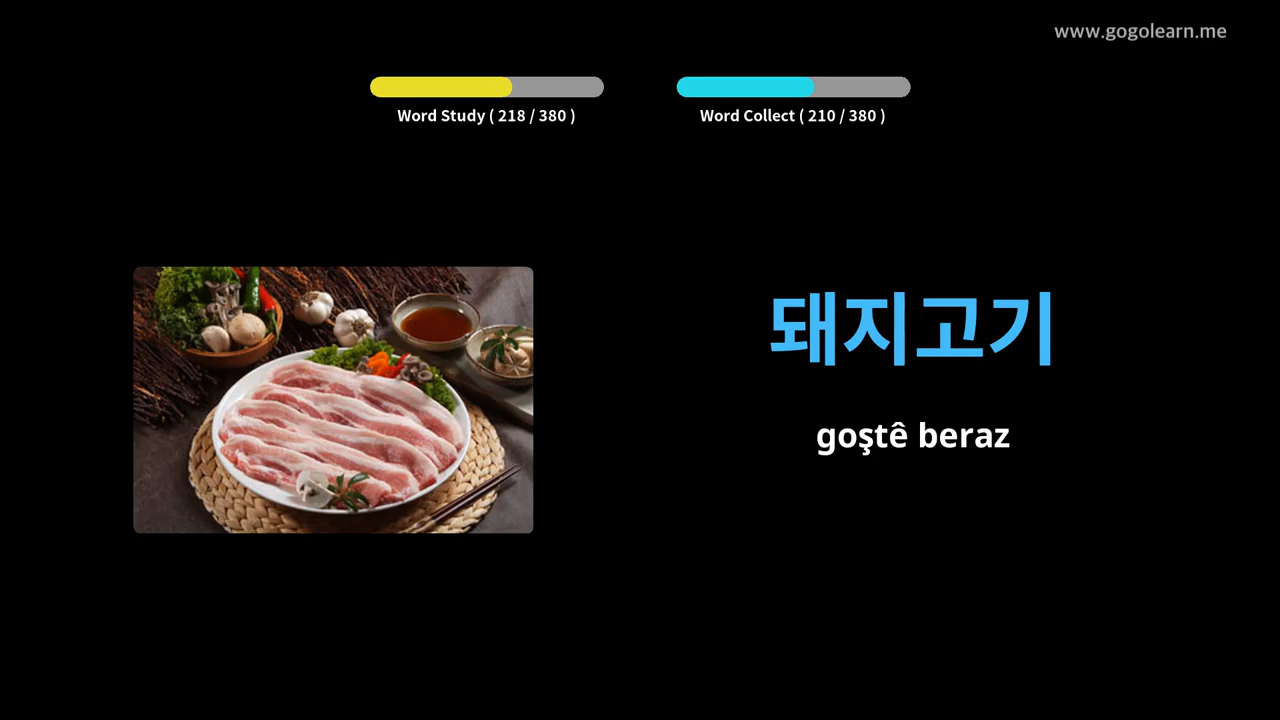 www.gogolearn.me
Word Study ( 218 / 380 )
Word Collect ( 210 / 380 )
돼지고기
goştê beraz